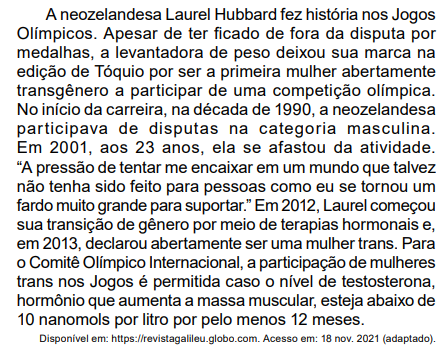 A neozelandesa Laurel Hubbard fez história nos Jogos
Olímpicos. Apesar de ter ficado de fora da disputa por
medalhas, a levantadora de peso deixou sua marca na
edição de Tóquio por ser a primeira mulher abertamente
transgênero a participar de uma competição olímpica.
No início da carreira, na década de 1990, a neozelandesa
participava de disputas na categoria masculina.
Em 2001, aos 23 anos, ela se afastou da atividade.
“A pressão de tentar me encaixar em um mundo que talvez
não tenha sido feito para pessoas como eu se tornou um
fardo muito grande para suportar.” Em 2012, Laurel começou
sua transição de gênero por meio de terapias hormonais e,
em 2013, declarou abertamente ser uma mulher trans. Para
o Comitê Olímpico Internacional, a participação de mulheres
trans nos Jogos é permitida caso o nível de testosterona,
hormônio que aumenta a massa muscular, esteja abaixo de
10 nanomols por litro por pelo menos 12 meses.
Disponível em: https://revistagalileu.globo.com. Acesso em: 18 nov. 2021 (adaptado).